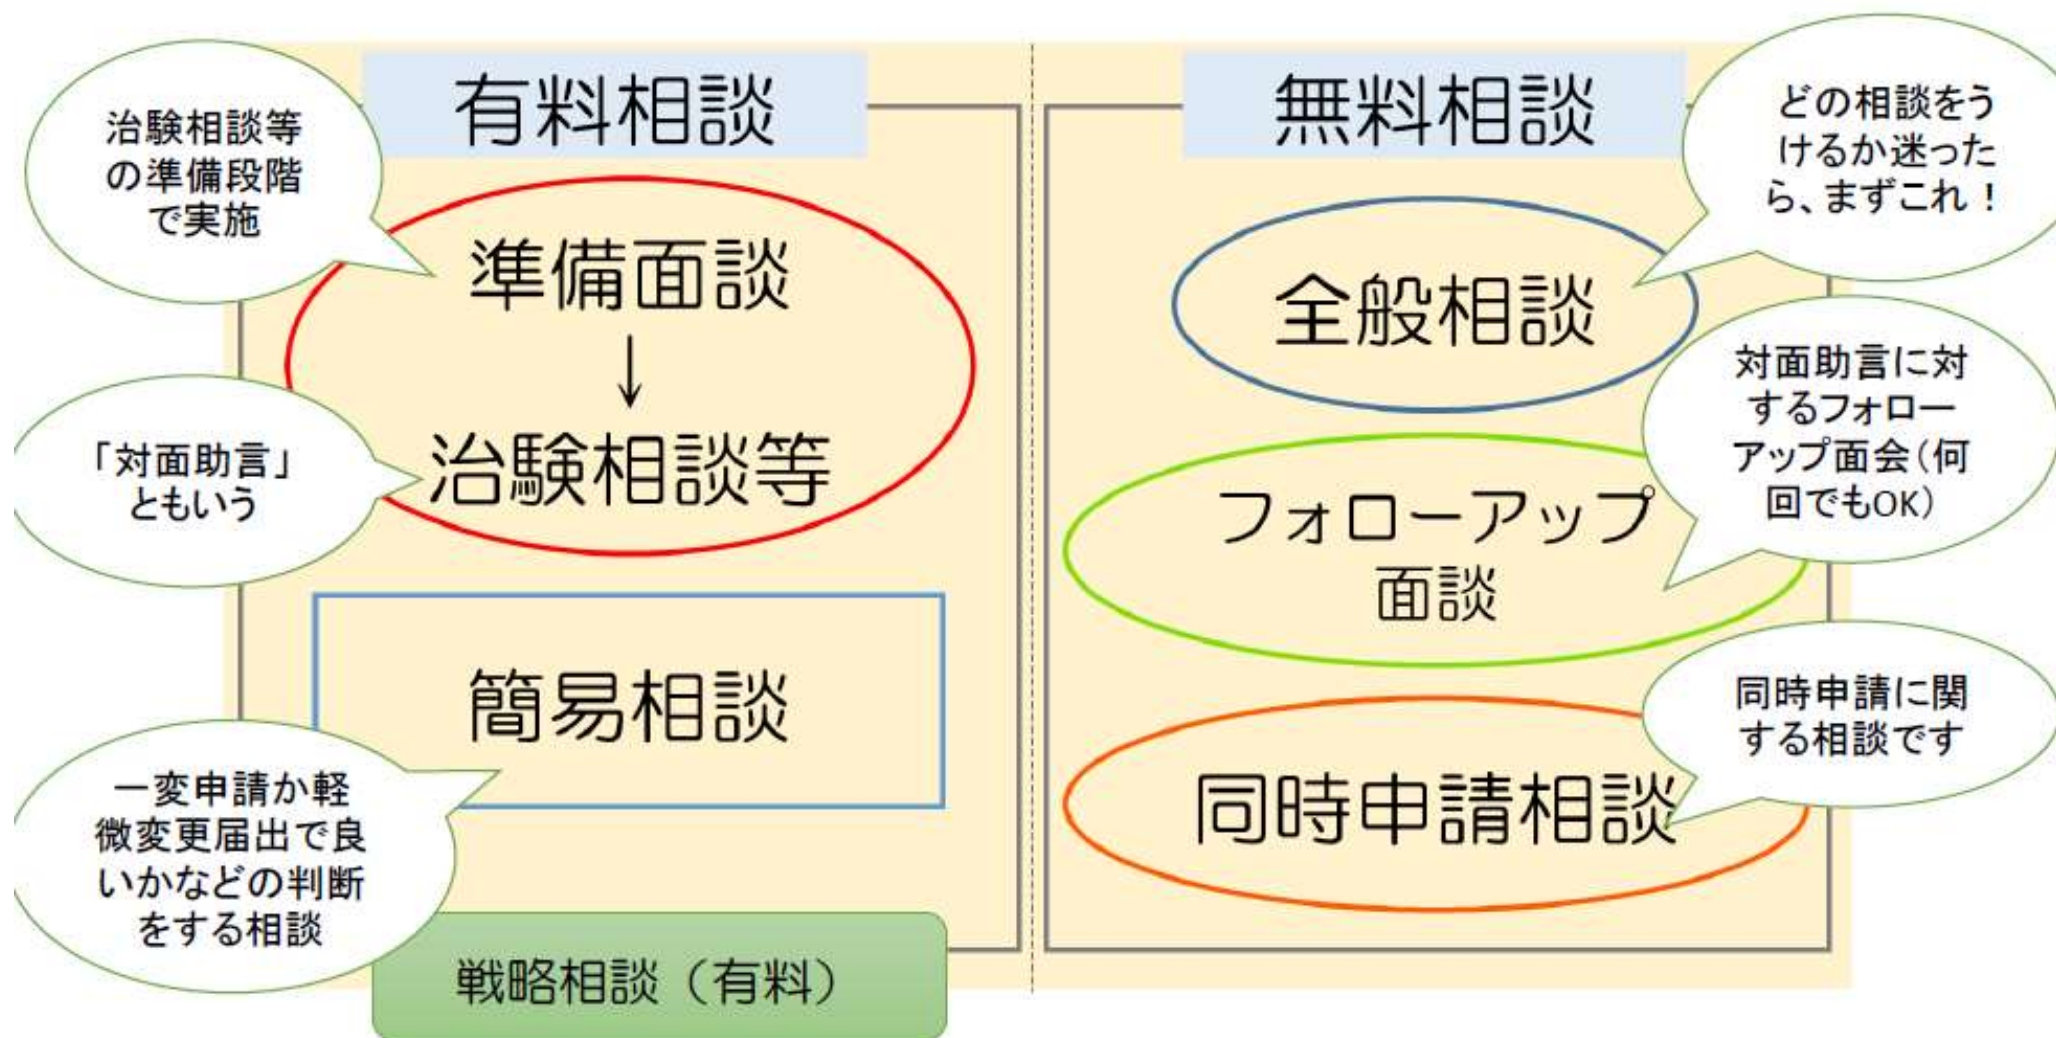 有料相談
治験相談等
の準備段階
で実施
準備面談
↓
治験相談等
「対面助言」
ともいう
簡易相談
一変申請か軽
微変更届出で良
いかなどの判断
をする相談
戦略相談（有料）
無料相談
どの相談をう
けるか迷った
ら、まずこれ！
全般相談
対面助言に対
するフォロー
アップ面会（何
回でもOK）
フォローアップ
面談
同時申請に関
する相談です
同時申請相談